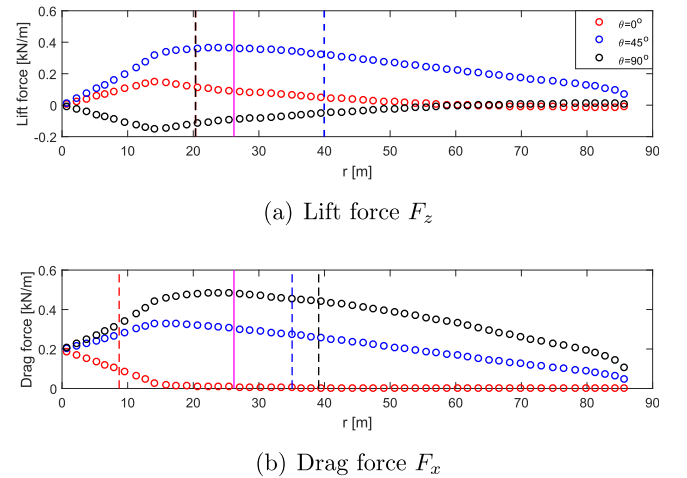 0.6
0.4
0.2
0
-0.2
Lift force [kN/m]
θ=0°
θ=45°
θ=90°
0 10 20 30 40 50 60 70 80 90
r [m]
(a) Lift force F_z
0.6
0.4
0.2
0
Drag force [kN/m]
0 10 20 30 40 50 60 70 80 90
r [m]
(b) Drag force F_x